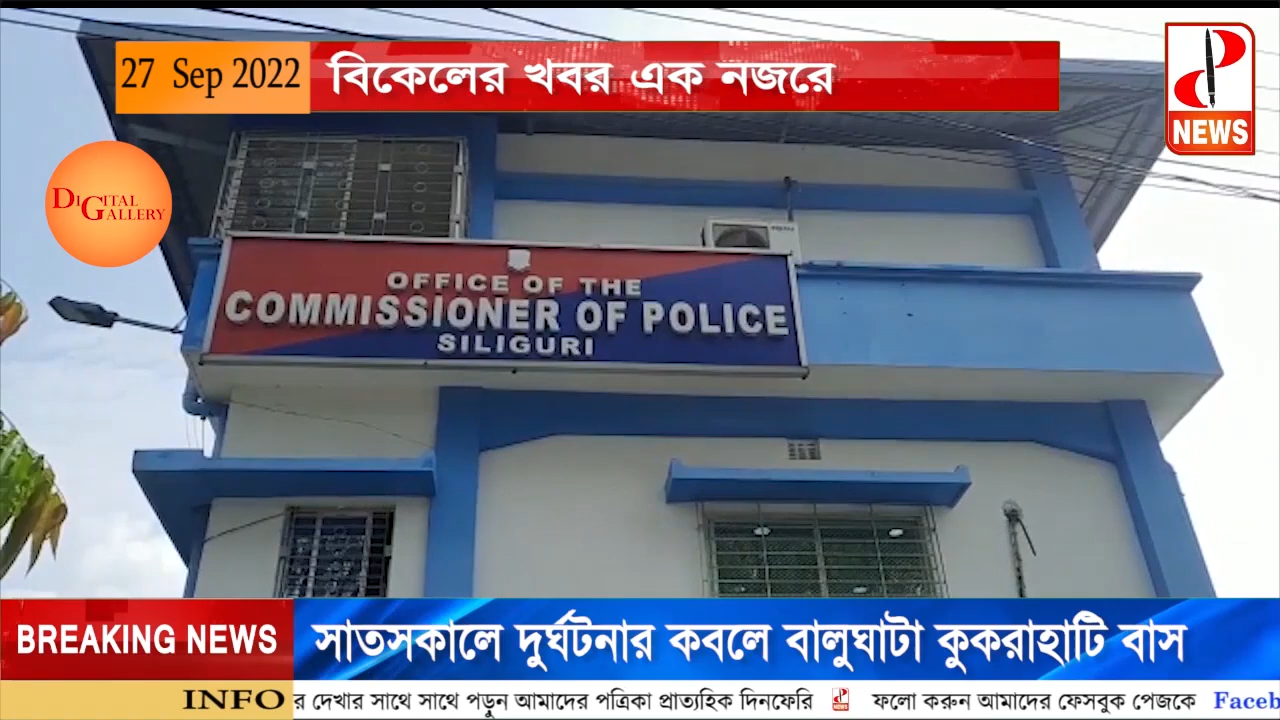 27 Sep 2022 বিকেলের খবর এক নজরে
NEWS
DIGITAL
GALLERY
OFFICE OF THE
COMMISSIONER OF POLICE
SILIGURI
BREAKING NEWS সাতসকালে দুর্ঘটনার কবলে বালুঘাটা কুকরাহাটি বাস
INFO র দেখার সাথে সাথে পড়ুন আমাদের পত্রিকা প্রাত্যহিক দিনফেরি NEWS ফলো করুন আমাদের ফেসবুক পেজকে Faceb